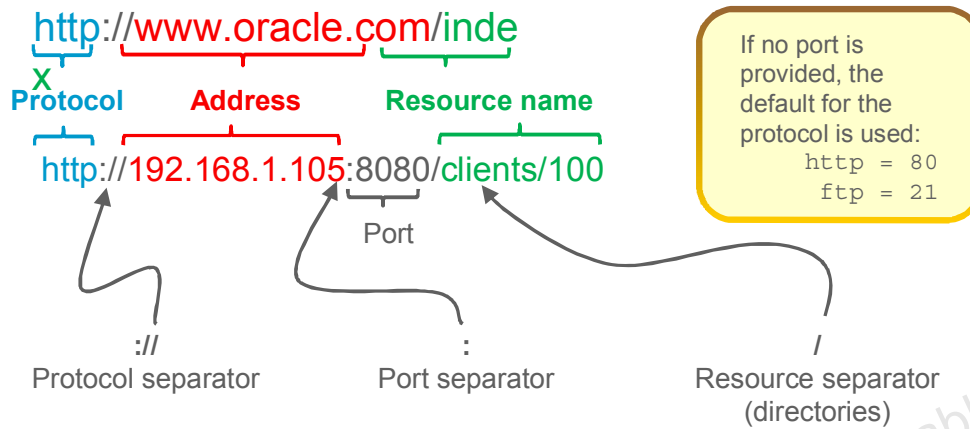 http://www.oracle.com/inde
x
Protocol Address Resource name
http://192.168.1.105:8080/clients/100
Port
If no port is
provided, the
default for the
protocol is used:
http = 80
ftp = 21
://
Protocol separator
:
Port separator
/
Resource separator
(directories)